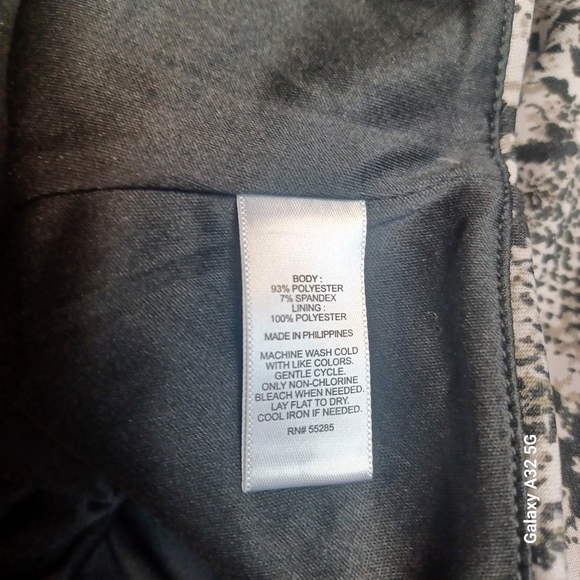 BODY :
93% POLYESTER
7% SPANDEX
LINING :
100% POLYESTER
MADE IN PHILIPPINES
MACHINE WASH COLD
WITH LIKE COLORS.
GENTLE CYCLE.
ONLY NON-CHLORINE
BLEACH WHEN NEEDED.
LAY FLAT TO DRY.
COOL IRON IF NEEDED.
RN# 55285
Galaxy A32 5G